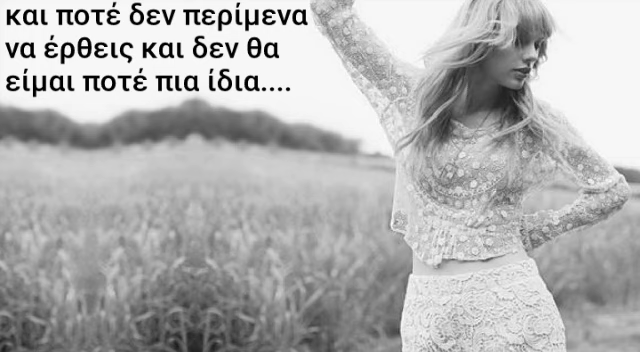 και ποτέ δεν περίμενα
να έρθεις και δεν θα
είμαι ποτέ πια ίδια....